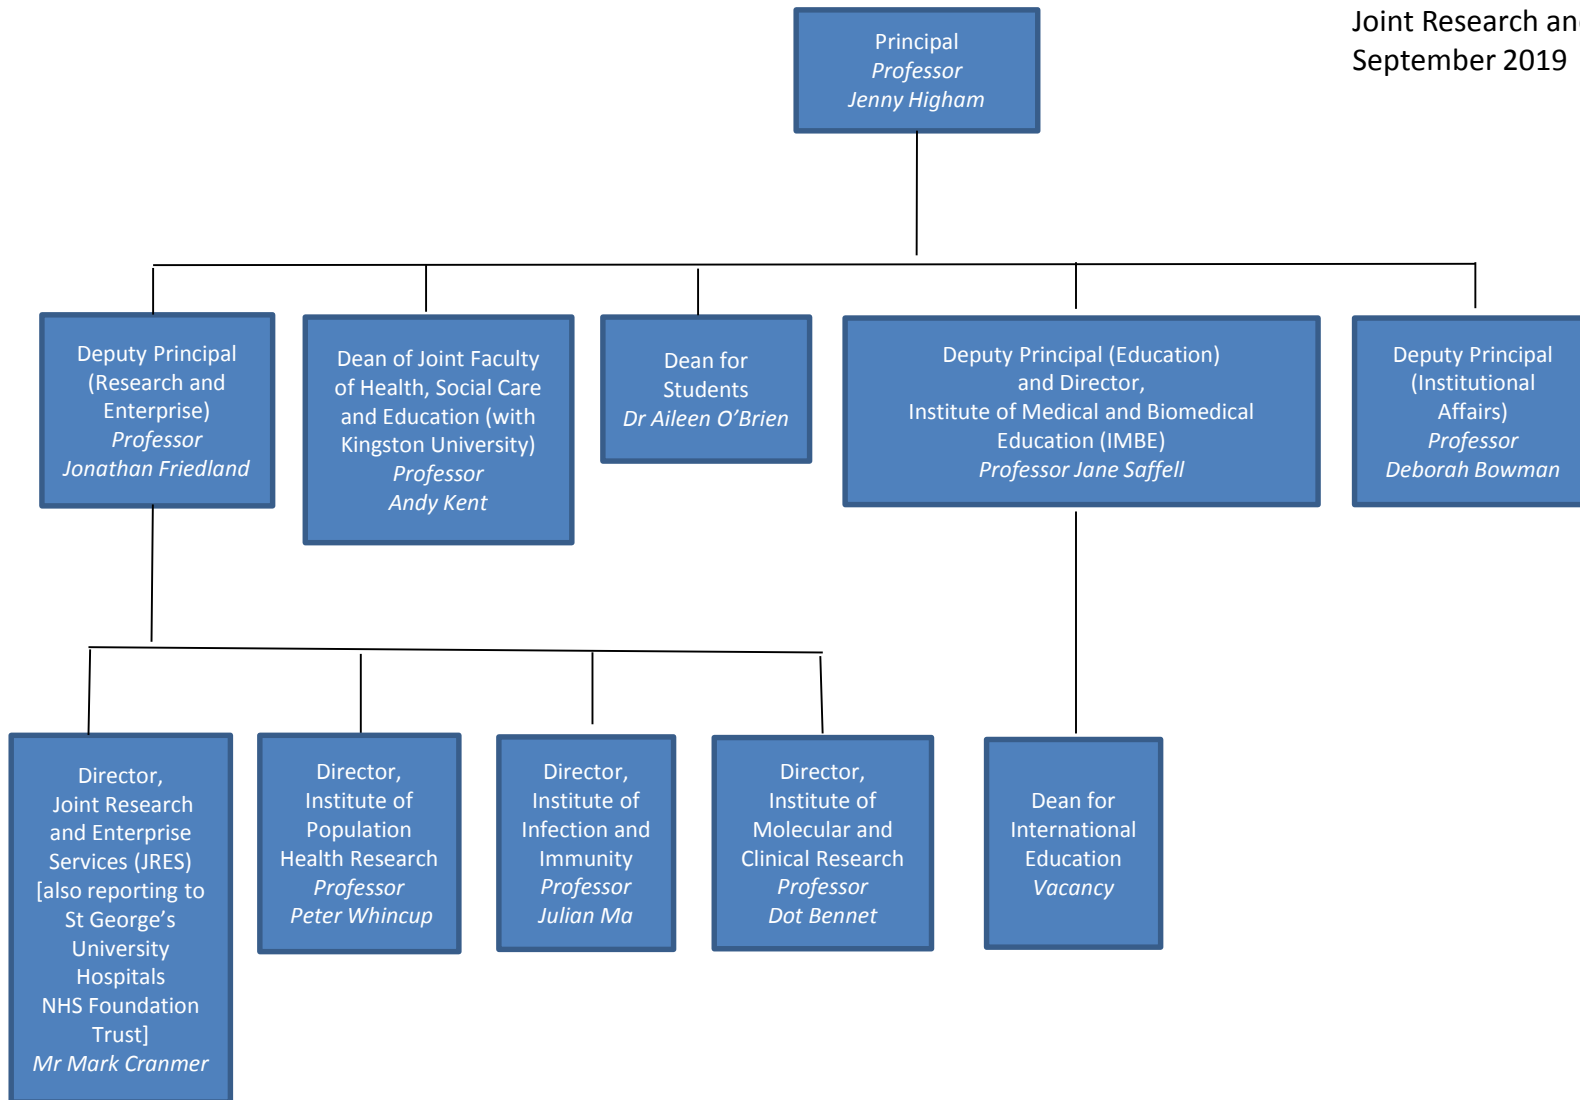 Joint Research an
September 2019
Principal
Professor
Jenny Higham
Deputy Principal
(Research and
Enterprise)
Professor
Jonathan Friedland
Dean of Joint Faculty
of Health, Social Care
and Education (with
Kingston University)
Professor
Andy Kent
Dean for
Students
Dr Aileen O’Brien
Deputy Principal (Education)
and Director,
Institute of Medical and Biomedical
Education (IMBE)
Professor Jane Saffell
Deputy Principal
(Institutional
Affairs)
Professor
Deborah Bowman
Director,
Joint Research
and Enterprise
Services (JRES)
[also reporting to
St George’s
University
Hospitals
NHS Foundation
Trust]
Mr Mark Cranmer
Director,
Institute of
Population
Health Research
Professor
Peter Whincup
Director,
Institute of
Infection and
Immunity
Professor
Julian Ma
Director,
Institute of
Molecular and
Clinical Research
Professor
Dot Bennet
Dean for
International
Education
Vacancy